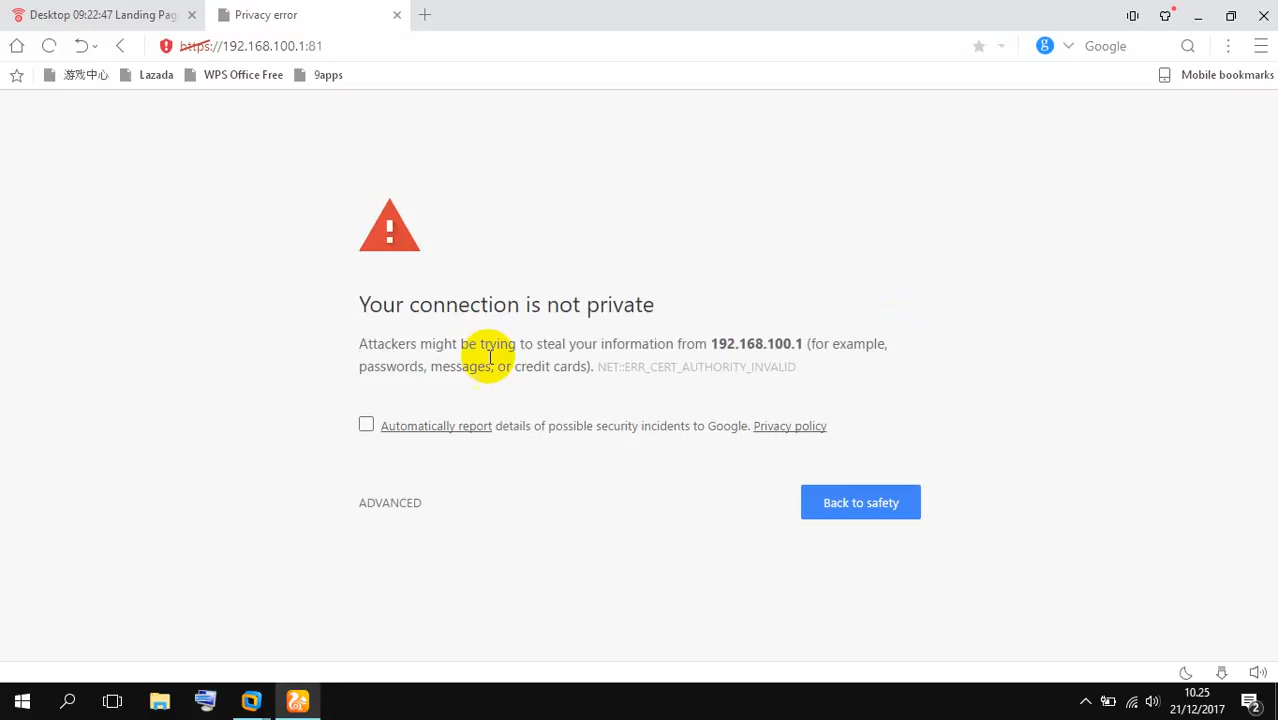 Desktop 09:22:47 Landing Pag
Privacy error
https://192.168.100.1:81
Google
游戏中心
Lazada
WPS Office Free
9apps
Mobile bookmarks
Your connection is not private
Attackers might be trying to steal your information from 192.168.100.1 (for example,
passwords, messages, or credit cards). NET::ERR_CERT_AUTHORITY_INVALID
Automatically report details of possible security incidents to Google. Privacy policy
ADVANCED
Back to safety
10.25
21/12/2017
2